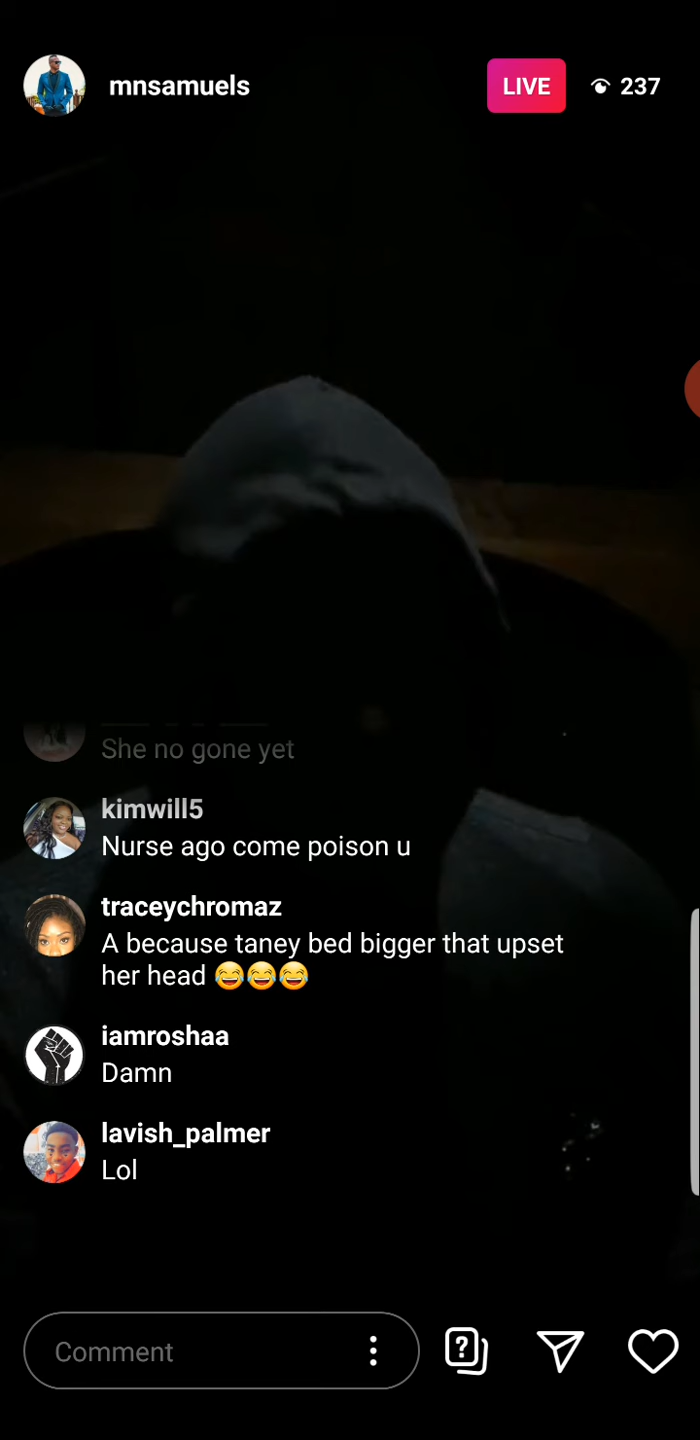 mnsamuels
LIVE
237
She no gone yet
kimwill5
Nurse ago come poison u
traceychromaz
A because taney bed bigger that upset
her head 😂😂😂
iamroshaa
Damn
lavish_palmer
Lol
Comment